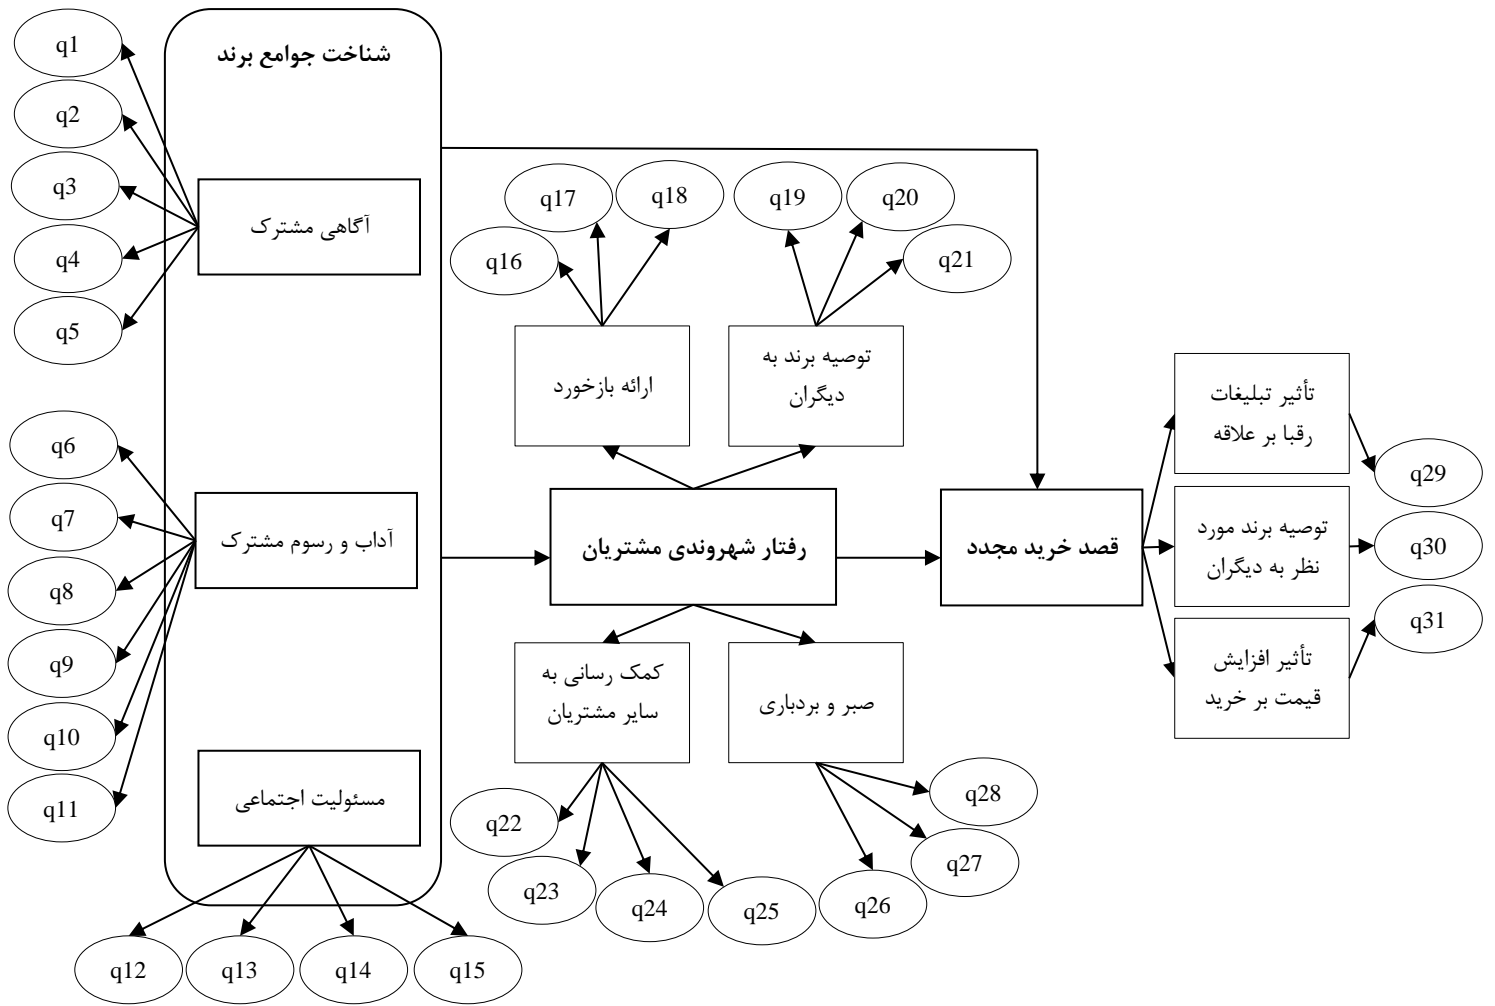 شناخت جوامع برند
q1
q2
q3
q4
q5
آگاهی مشترک
q6
q7
q8
q9
q10
q11
آداب و رسوم مشترک
مسئولیت اجتماعی
q12
q13
q14
q15
q16
q17
q18
ارائه بازخورد
q19
q20
q21
توصیه برند به
دیگران
رفتار شهروندی مشتریان
کمک رسانی به
سایر مشتریان
q22
q23
q24
q25
صبر و بردباری
q26
q27
q28
قصد خرید مجدد
تأثیر تبلیغات
رقبا بر علاقه
q29
توصیه برند مورد
نظر به دیگران
q30
تأثیر افزایش
قیمت بر خرید
q31